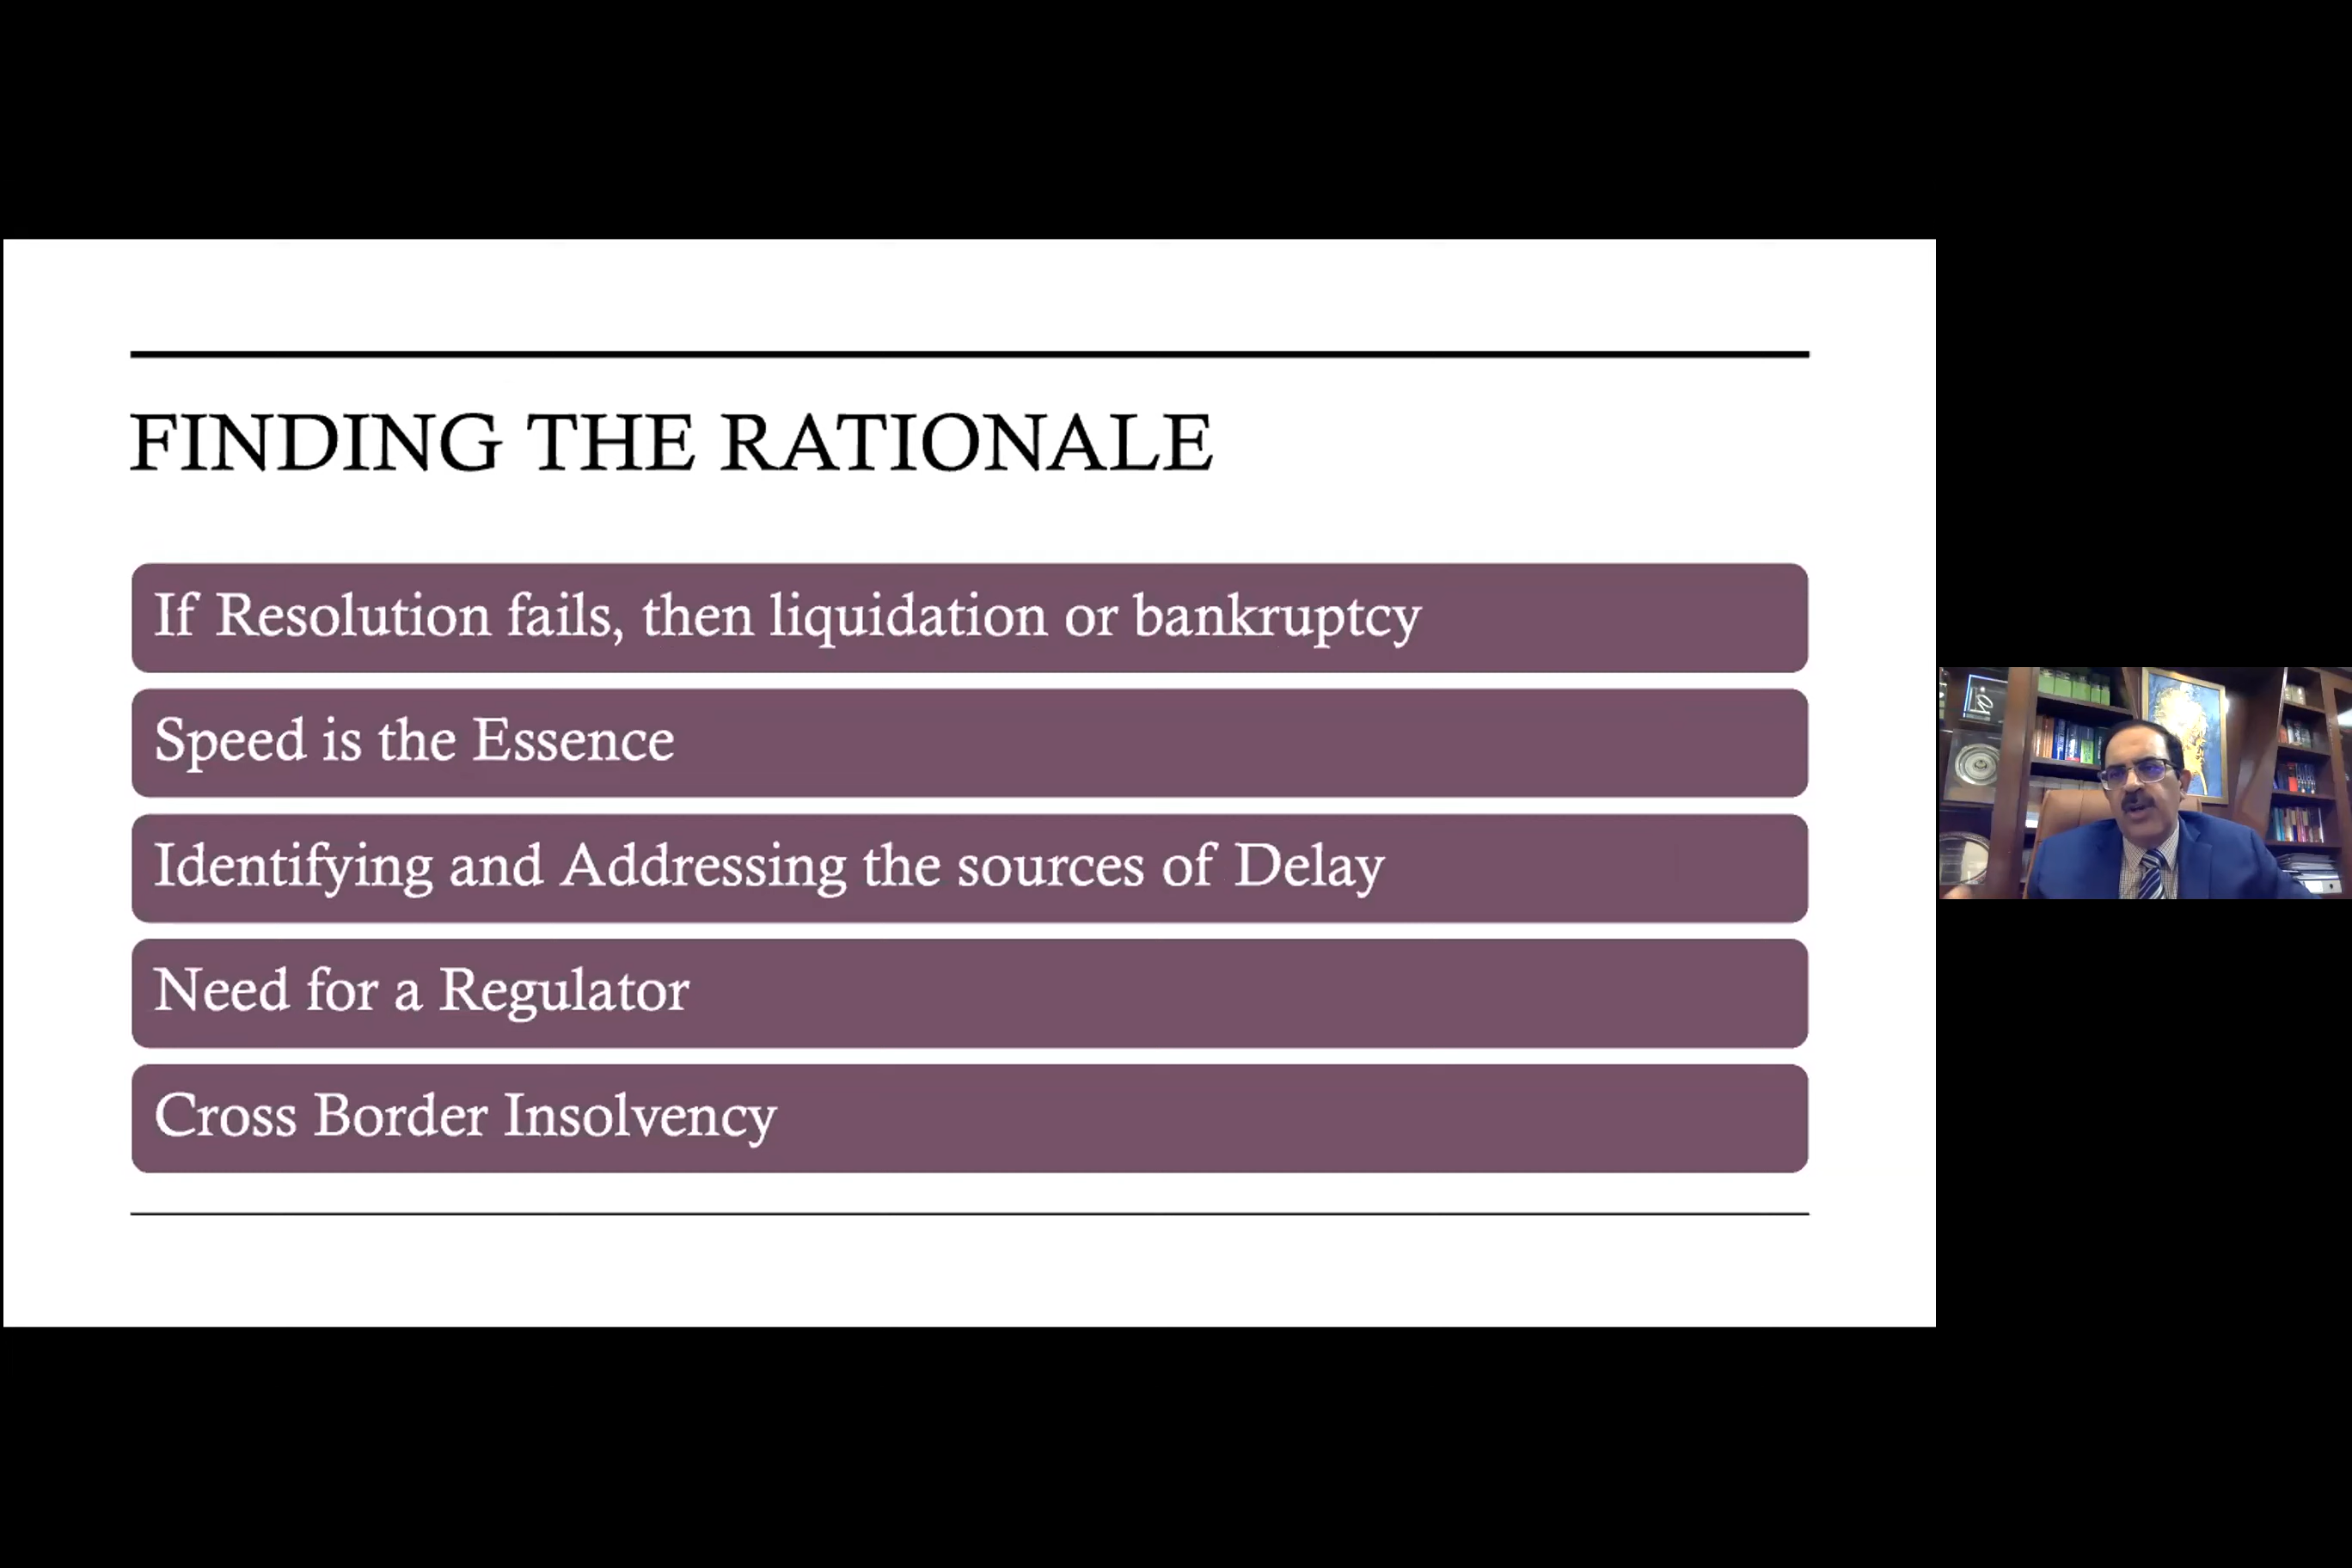 FINDING THE RATIONALE
If Resolution fails, then liquidation or bankruptcy
Speed is the Essence
Identifying and Addressing the sources of Delay
Need for a Regulator
Cross Border Insolvency